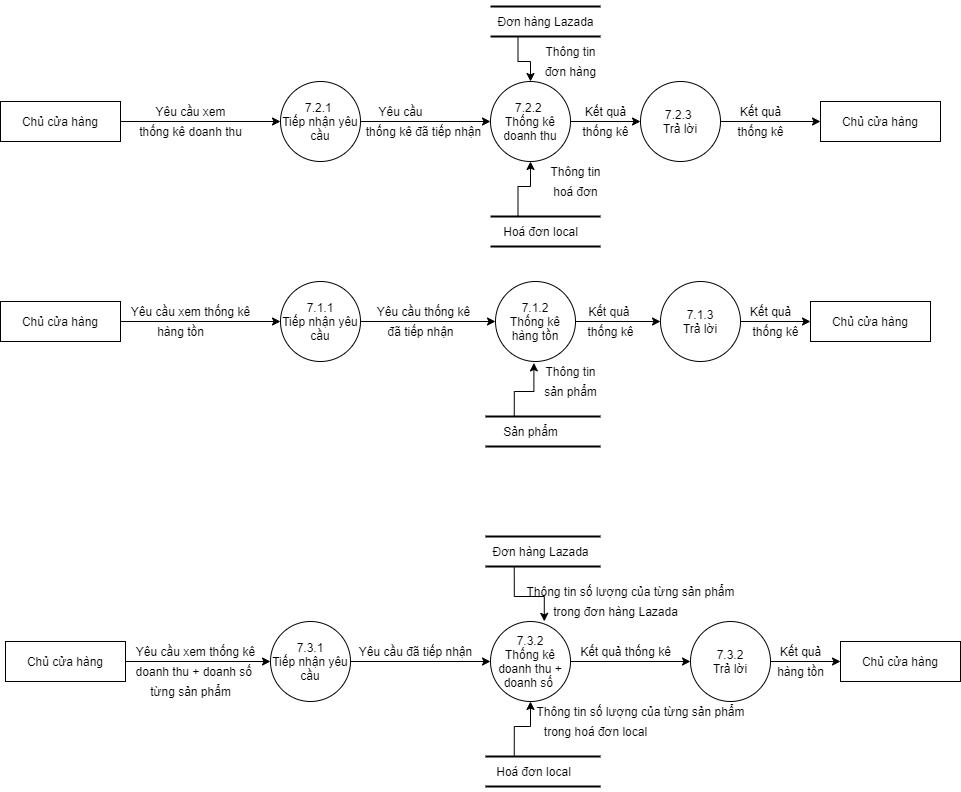 Đơn hàng Lazada
Thông tin
đơn hàng
Chủ cửa hàng
Yêu cầu xem
thống kê doanh thu
7.2.1
Tiếp nhận yêu
cầu
Yêu cầu
thống kê đã tiếp nhận
7.2.2
Thống kê
doanh thu
Kết quả
thống kê
7.2.3
Trả lời
Kết quả
thống kê
Chủ cửa hàng
Thông tin
hoá đơn
Hoá đơn local
Chủ cửa hàng
Yêu cầu xem thống kê
hàng tồn
7.1.1
Tiếp nhận yêu
cầu
Yêu cầu thống kê
đã tiếp nhận
7.1.2
Thống kê
hàng tồn
Kết quả
thống kê
7.1.3
Trả lời
Kết quả
thống kê
Chủ cửa hàng
Thông tin
sản phẩm
Sản phẩm
Đơn hàng Lazada
Thông tin số lượng của từng sản phẩm
trong đơn hàng Lazada
Chủ cửa hàng
Yêu cầu xem thống kê
doanh thu + doanh số
từng sản phẩm
7.3.1
Tiếp nhận yêu
cầu
Yêu cầu đã tiếp nhận
7.3.2
Thống kê
doanh thu +
doanh số
Kết quả thống kê
7.3.2
Trả lời
Kết quả
hàng tồn
Chủ cửa hàng
Thông tin số lượng của từng sản phẩm
trong hoá đơn local
Hoá đơn local